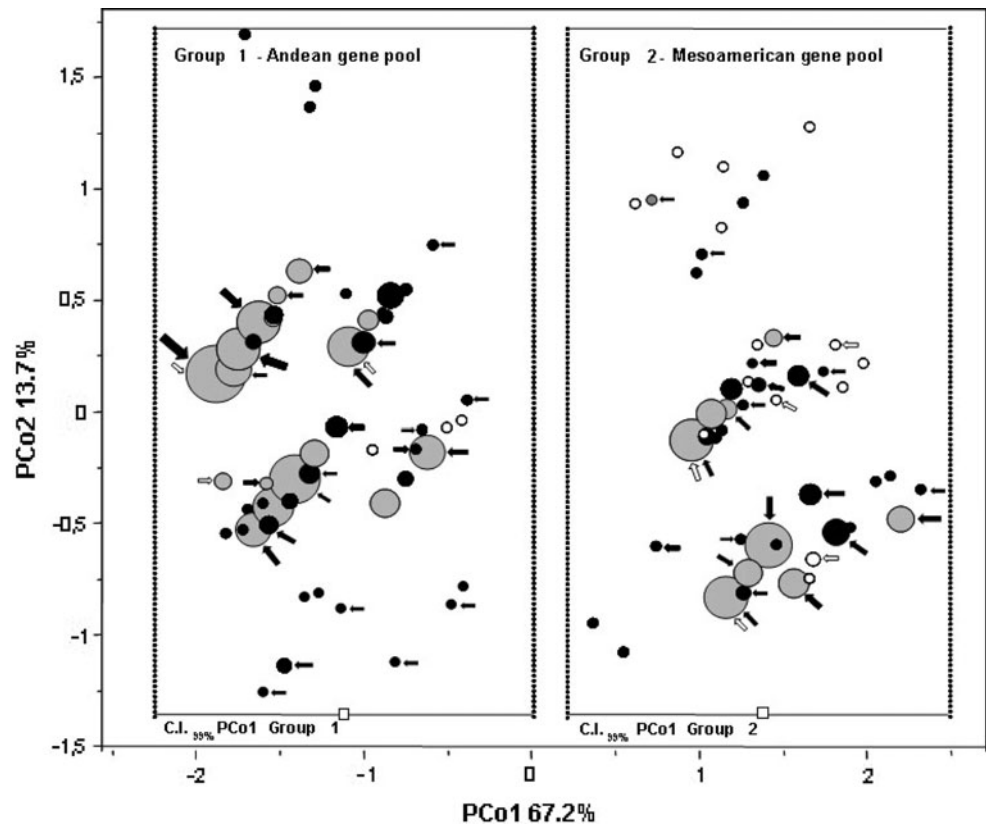 Group 1 - Andean gene pool
Group 2 - Mesoamerican gene pool
1,5
1
0,5
0
-0,5
-1
-1,5
PCo2 13.7%
C.I. 99% PCo1 Group 1
C.I. 99% PCo1 Group 2
-2
-1
0
1
2
PCo1 67.2%